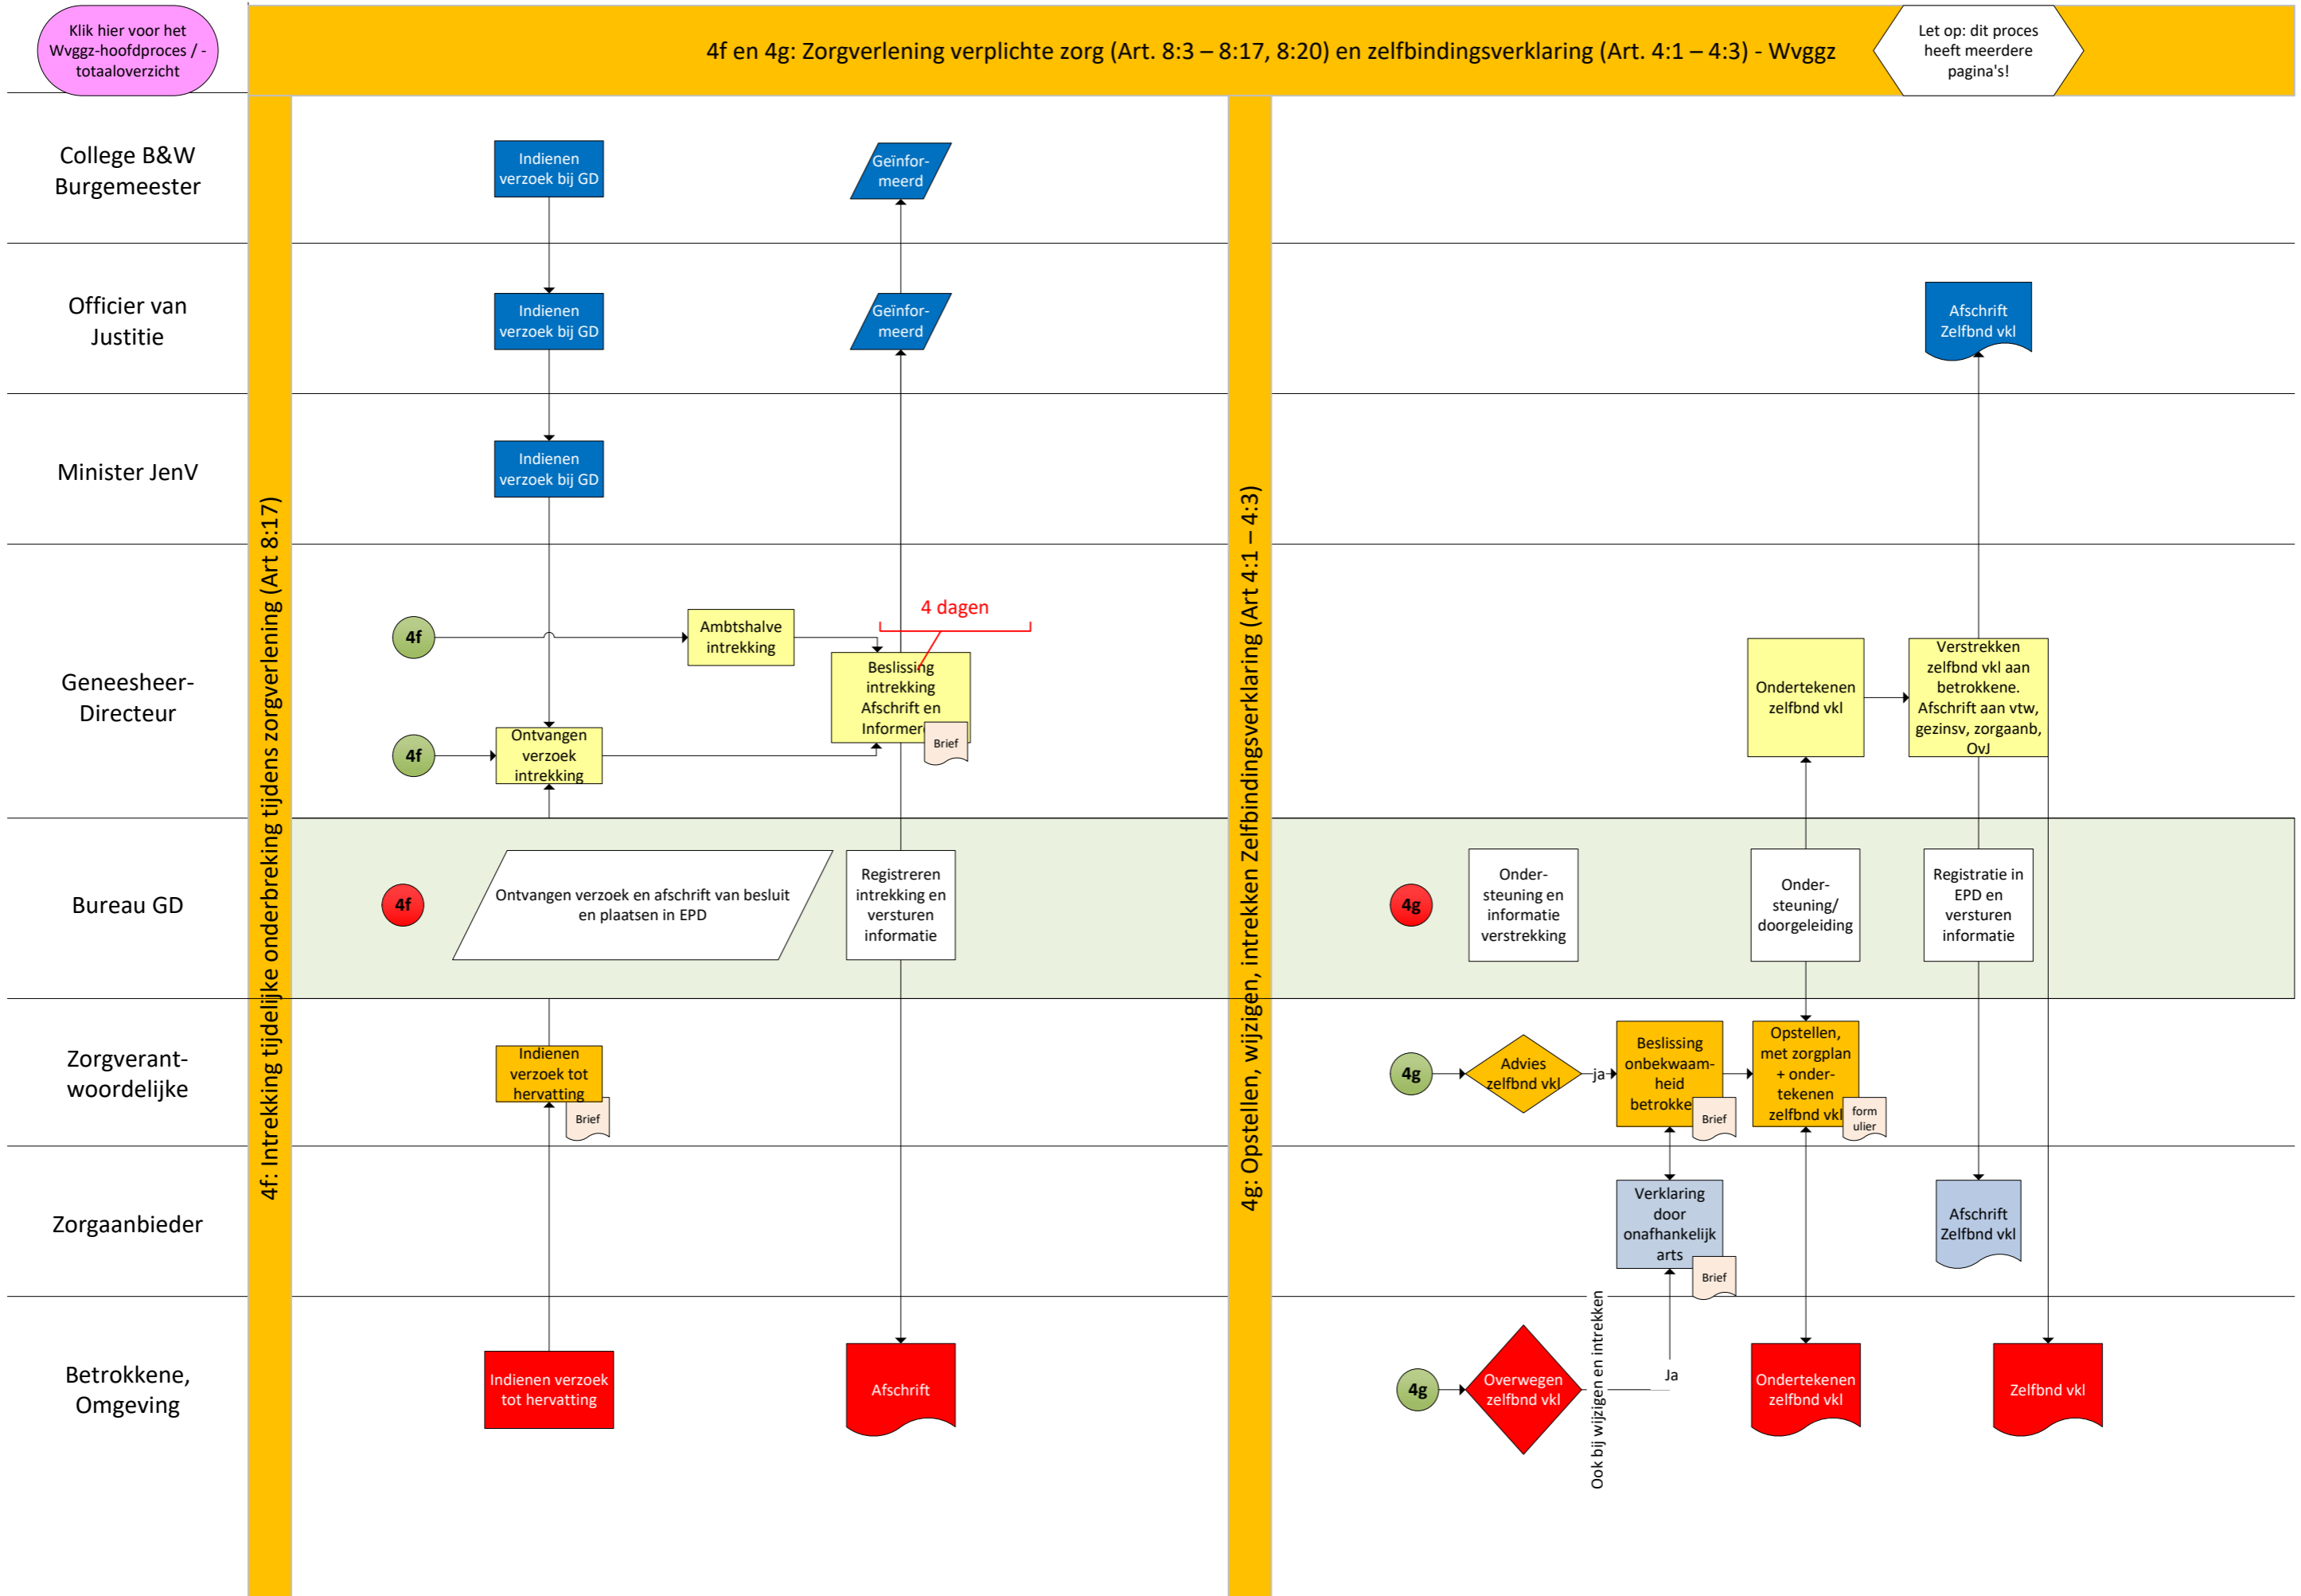 Klik hier voor het
Wvggz-hoofdproces / -
totaaloverzicht
4f en 4g: Zorgverlening verplichte zorg (Art. 8:3 – 8:17, 8:20) en zelfbindingsverklaring (Art. 4:1 – 4:3) - Wvggz
Let op: dit proces
heeft meerdere
pagina's!
4f: Intrekking tijdelijke onderbreking tijdens zorgverlening (Art 8:17)
4g: Opstellen, wijzigen, intrekken Zelfbindingsverklaring (Art 4:1 – 4:3)
College B&W
Burgemeester
Indienen
verzoek bij GD
Geïnfor-
meerd
Officier van
Justitie
Indienen
verzoek bij GD
Geïnfor-
meerd
Afschrift
Zelfbnd vkl
Minister JenV
Indienen
verzoek bij GD
Geneesheer-
Directeur
4f
Ambtshalve
intrekking
4 dagen
Beslissing
intrekking
Afschrift en
Informeren
Brief
4f
Ontvangen
verzoek
intrekking
Ondertekenen
zelfbnd vkl
Verstrekken
zelfbnd vkl aan
betrokkene.
Afschrift aan vtw,
gezinsv, zorgaanb,
OvJ
Bureau GD
4f
Ontvangen verzoek en afschrift van besluit
en plaatsen in EPD
Registreren
intrekking en
versturen
informatie
4g
Onder-
steuning en
informatie
verstrekking
Onder-
steuning/
doorgeleiding
Registratie in
EPD en
versturen
informatie
Zorgverant-
woordelijke
Indienen
verzoek tot
hervatting
Brief
4g
Advies
zelfbnd vkl
ja
Beslissing
onbekwaam-
heid
betrokke
Brief
Opstellen,
met zorgplan
+ onder-
tekenen
zelfbnd vkl
form
ulier
Zorgaanbieder
Verklaring
door
onafhankelijk
arts
Brief
Afschrift
Zelfbnd vkl
Betrokkene,
Omgeving
Indienen verzoek
tot hervatting
Afschrift
4g
Overwegen
zelfbnd vkl
Ook bij wijzigen en intrekken
Ja
Ondertekenen
zelfbnd vkl
Zelfbnd vkl